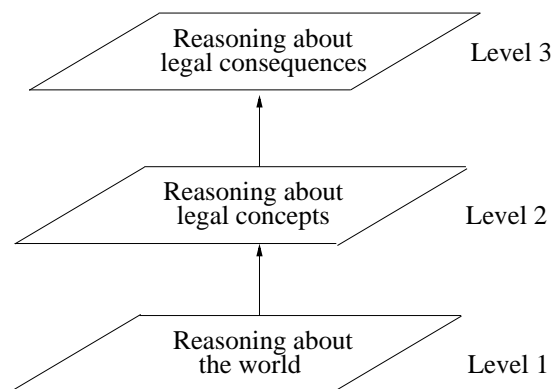 Reasoning about
legal consequences
Level 3
Reasoning about
legal concepts
Level 2
Reasoning about
the world
Level 1